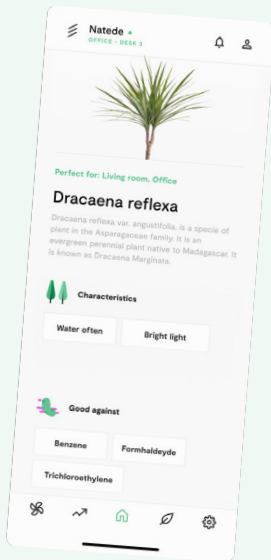 Natede
OFFICE - DESK 3
Perfect for: Living room, Office
Dracaena reflexa
Dracaena reflexa var. angustifolia, is a specie of
plant in the Asparagaceae family. It is an
evergreen perennial plant native to Madagascar. It
is known as Dracaena Marginata.
Characteristics
Water often Bright light
Good against
Benzene Formhaldeyde
Trichloroethylene